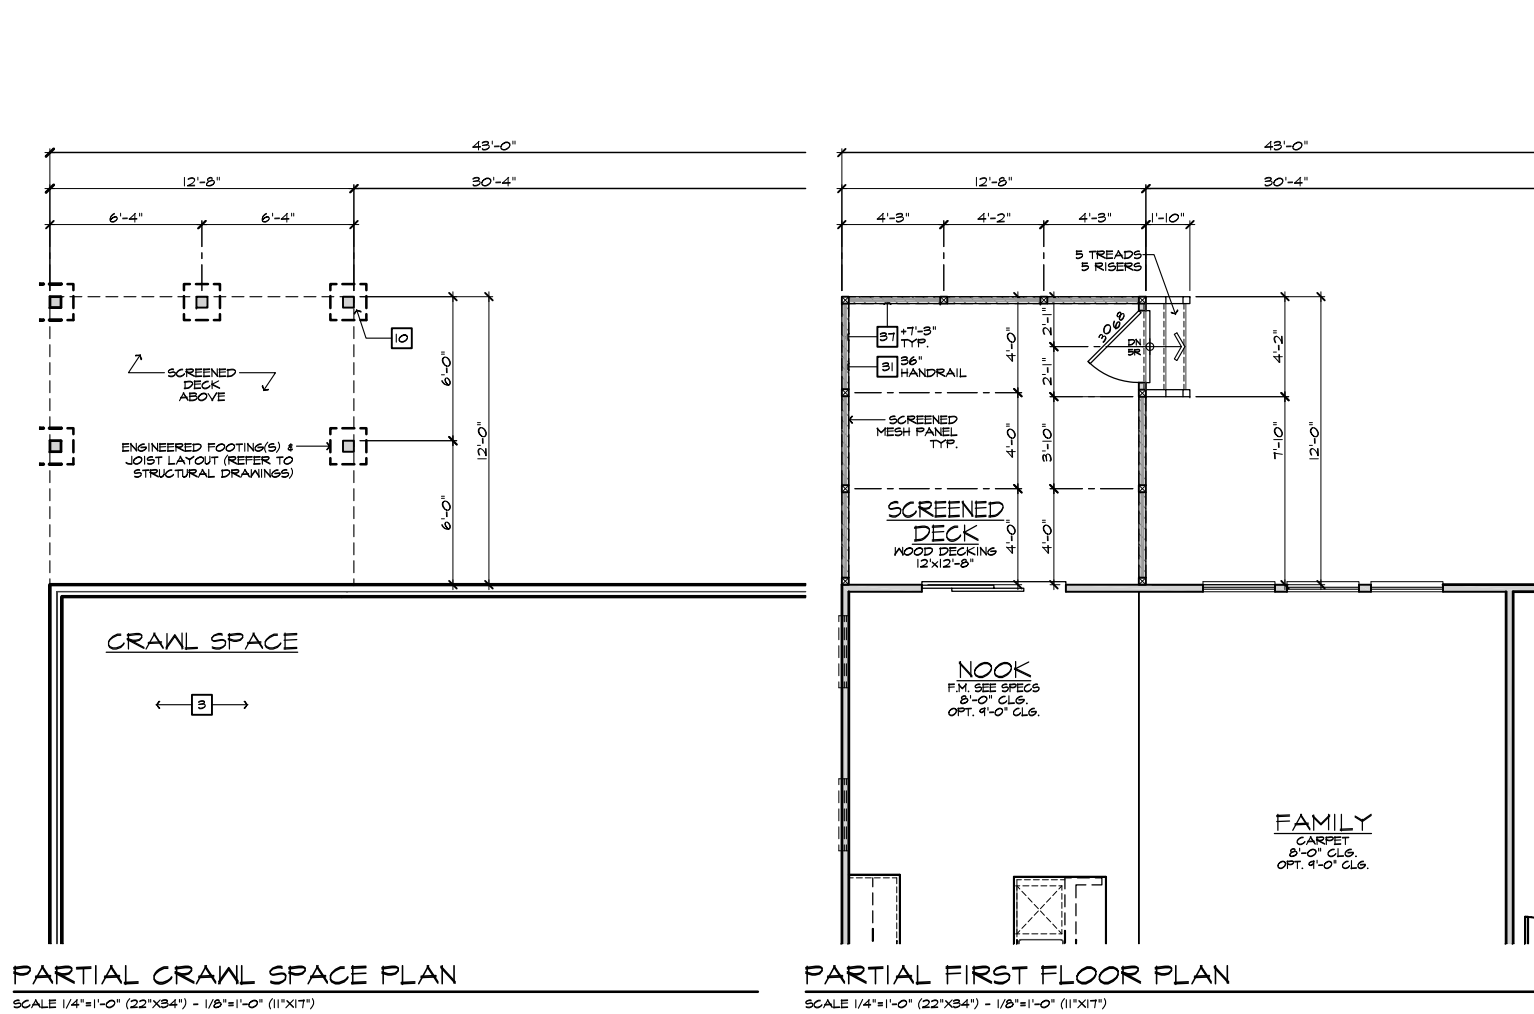 43'-0"
12'-8"
30'-4"
6'-4"
6'-4"
10
SCREENED
DECK
ABOVE
6'-0"
12'-0"
ENGINEERED FOOTING(S) &
JOIST LAYOUT (REFER TO
STRUCTURAL DRAWINGS)
6'-0"
CRAWL SPACE
3
PARTIAL CRAWL SPACE PLAN
SCALE 1/4"=1'-0" (22"X34") - 1/8"=1'-0" (11"X17")
43'-0"
12'-8"
30'-4"
4'-3"
4'-2"
4'-3"
1'-10"
5 TREADS
5 RISERS
37
+7'-3"
TYP.
31
36"
HANDRAIL
4'-0"
2'-1"
2'-1"
3068
DN
5R
4'-2"
SCREENED
MESH PANEL
TYP.
4'-0"
3'-10"
7'-10"
12'-0"
SCREENED
DECK
WOOD DECKING
12'x12'-8"
4'-0"
4'-0"
NOOK
F.M. SEE SPECS
8'-0" CLG.
OPT. 9'-0" CLG.
FAMILY
CARPET
8'-0" CLG.
OPT. 9'-0" CLG.
PARTIAL FIRST FLOOR PLAN
SCALE 1/4"=1'-0" (22"X34") - 1/8"=1'-0" (11"X17")